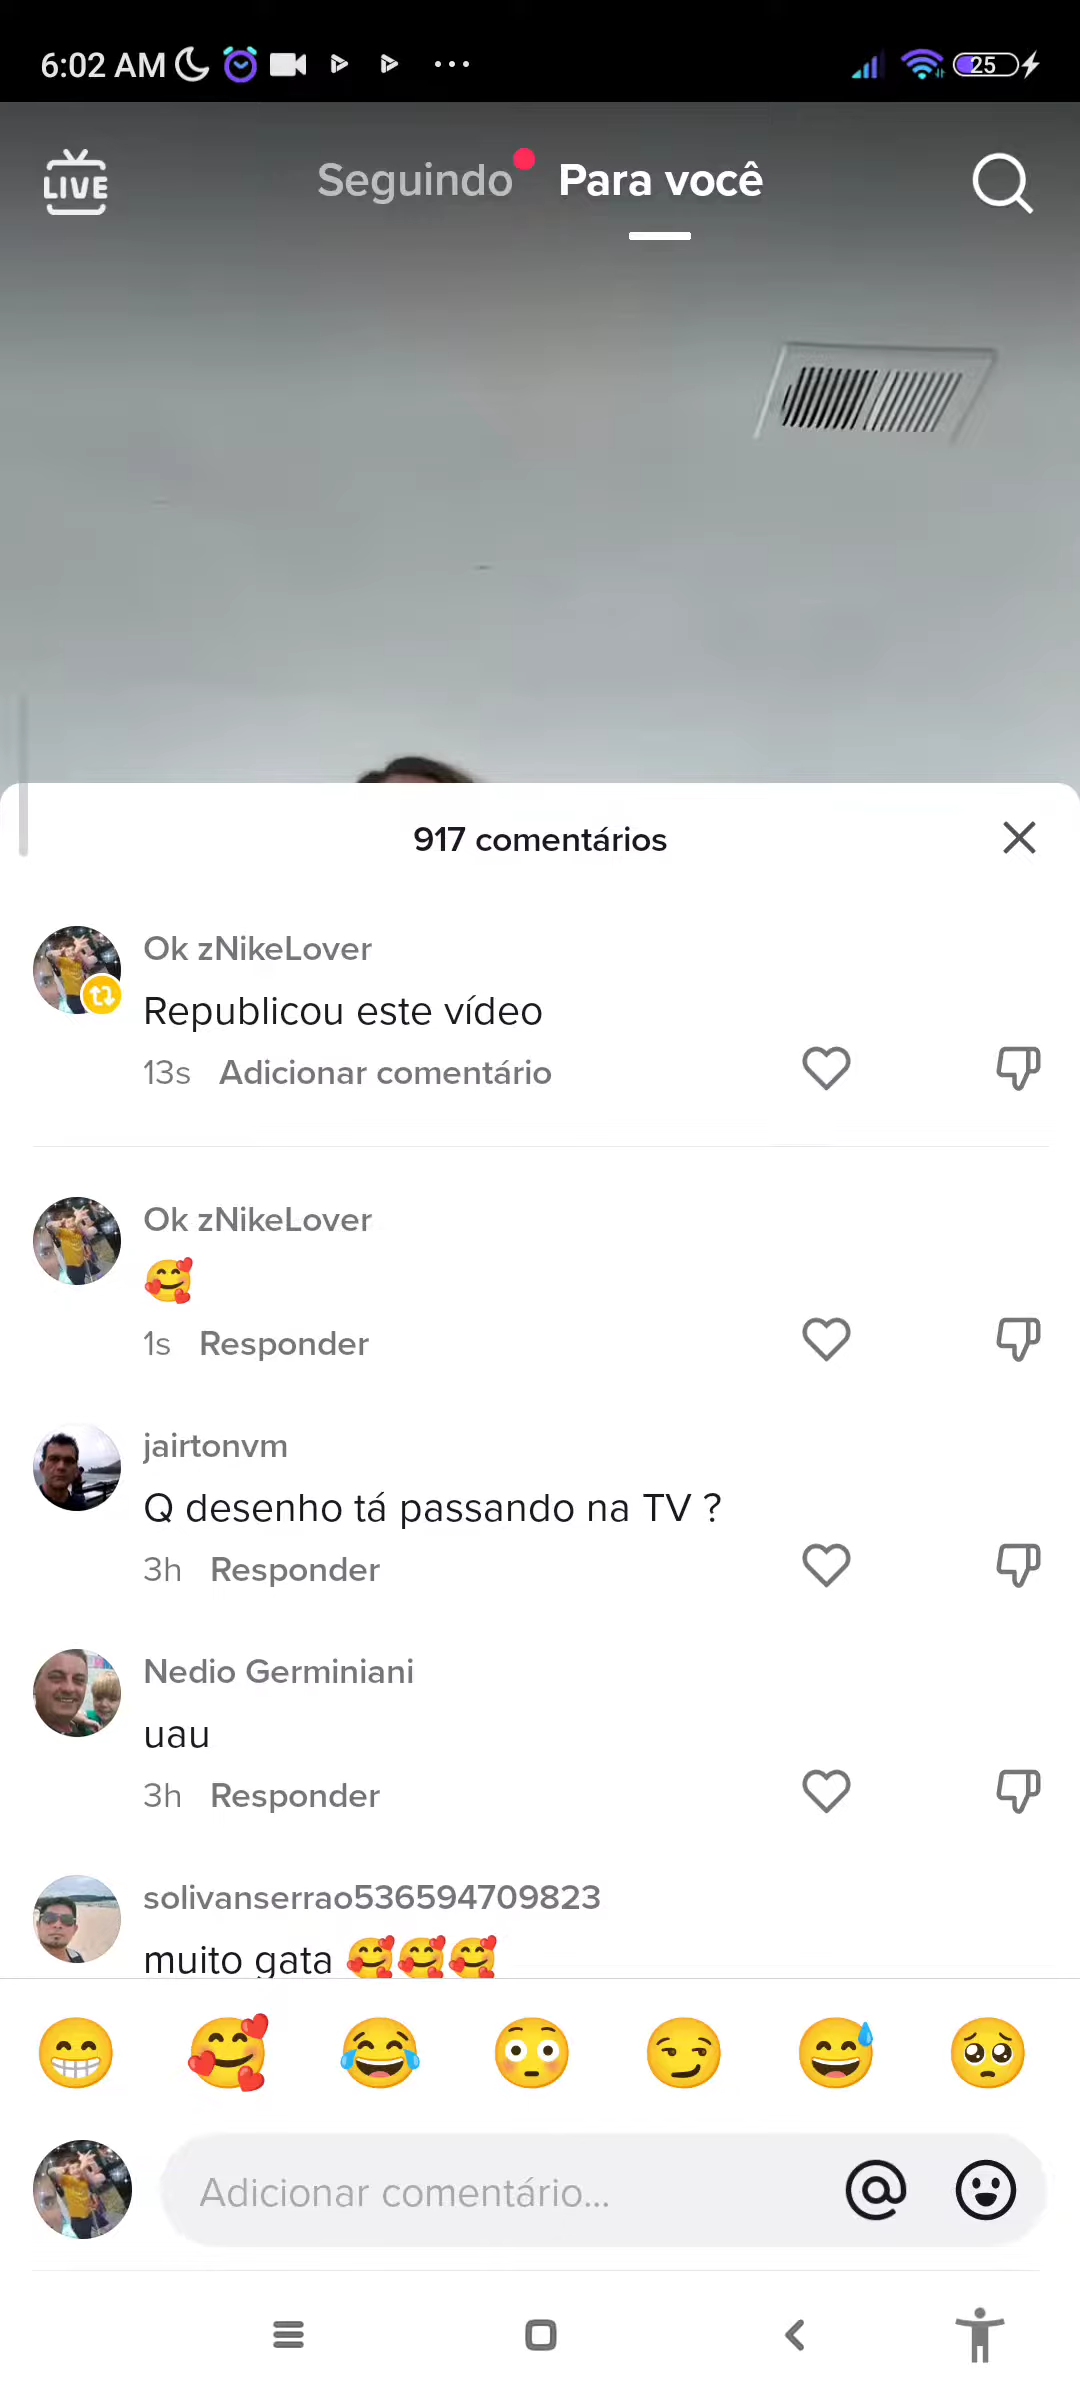 6:02 AM
25
LIVE
Seguindo
Para você
917 comentários
Ok zNikeLover
Republicou este vídeo
13s Adicionar comentário
Ok zNikeLover
🥰
1s Responder
jairtonvm
Q desenho tá passando na TV ?
3h Responder
Nedio Germiniani
uau
3h Responder
solivanserrao536594709823
muito gata 🥰🥰🥰
😁 🥰 😂 😳 😏 😅 🥺
Adicionar comentário...